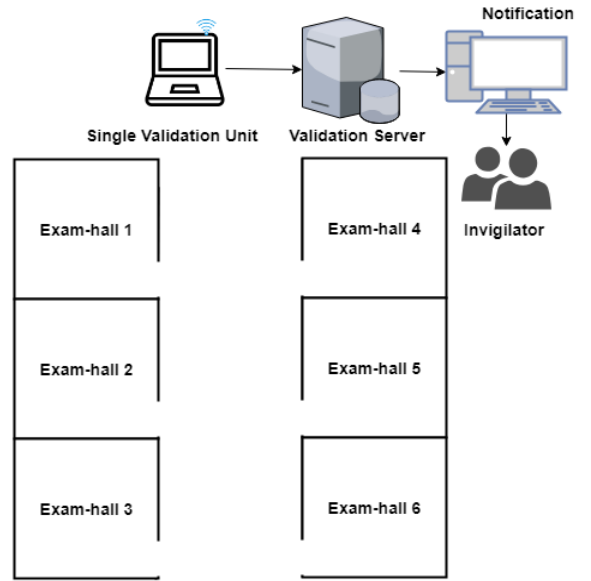 Notification
Single Validation Unit
Validation Server
Exam-hall 1
Exam-hall 4
Invigilator
Exam-hall 2
Exam-hall 5
Exam-hall 3
Exam-hall 6